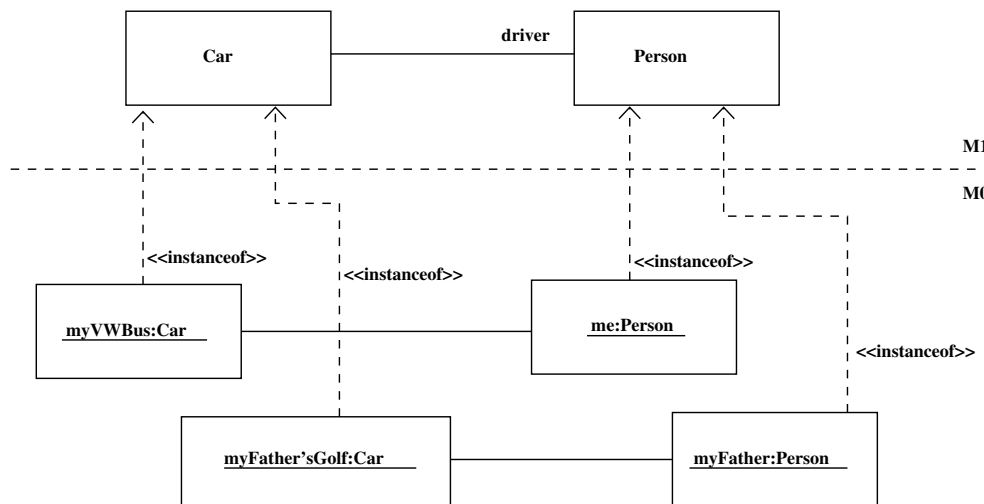 driver
Car
Person
M1
M0
<<instanceof>>
<<instanceof>>
<<instanceof>>
<<instanceof>>
myVWBus:Car
me:Person
myFather'sGolf:Car
myFather:Person